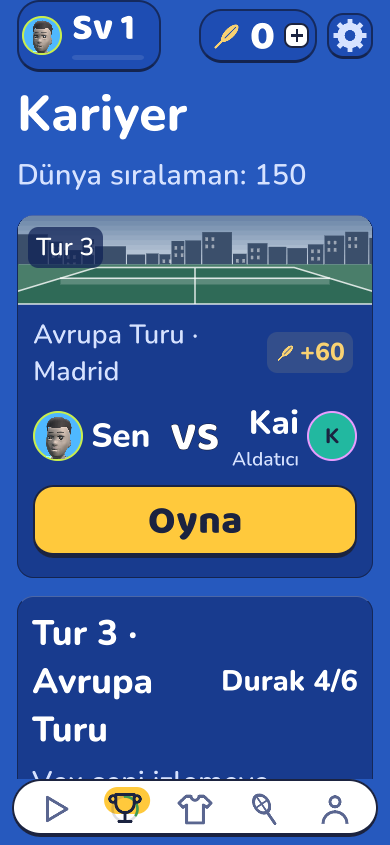 Sv 1
0
Kariyer
Dünya sıralaman: 150
Tur 3
Avrupa Turu ·
Madrid
+60
Sen
VS
Kai
Aldatıcı
K
Oyna
Tur 3 ·
Avrupa
Turu
Durak 4/6